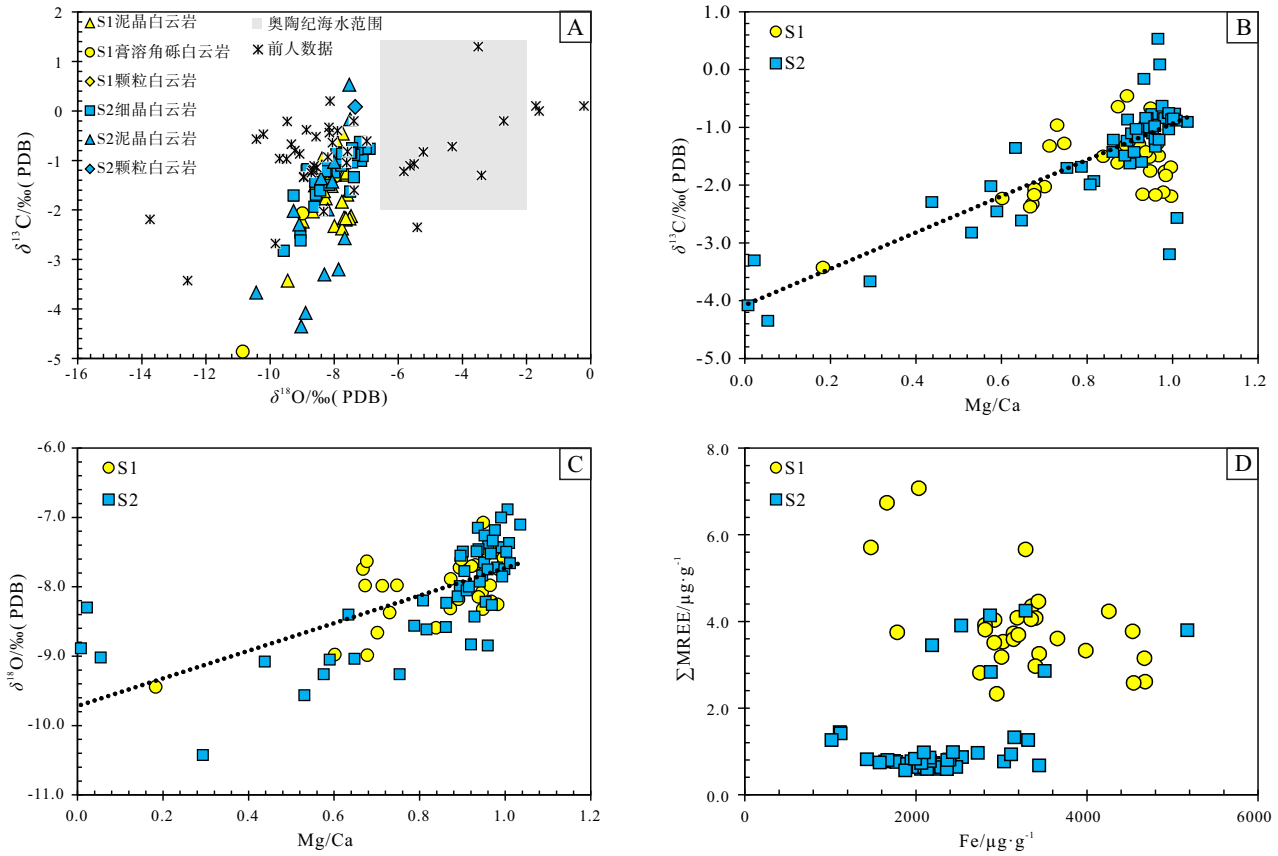 A
S1泥晶白云岩
S1膏溶角砾白云岩
S1颗粒白云岩
S2细晶白云岩
S2泥晶白云岩
S2颗粒白云岩
奥陶纪海水范围
前人数据
2
1
0
-1
-2
-3
-4
-5
δ¹³C/‰( PDB)
-16 -14 -12 -10 -8 -6 -4 -2 0
δ¹⁸O/‰( PDB)
B
S1
S2
1.0
0.0
-1.0
-2.0
-3.0
-4.0
-5.0
δ¹³C/‰( PDB)
0.0 0.2 0.4 0.6 0.8 1.0 1.2
Mg/Ca
C
S1
S2
-6.0
-7.0
-8.0
-9.0
-10.0
-11.0
δ¹⁸O/‰( PDB)
0.0 0.2 0.4 0.6 0.8 1.0 1.2
Mg/Ca
D
S1
S2
8.0
6.0
4.0
2.0
0.0
∑MREE/μg·g⁻¹
0 2000 4000 6000
Fe/μg·g⁻¹